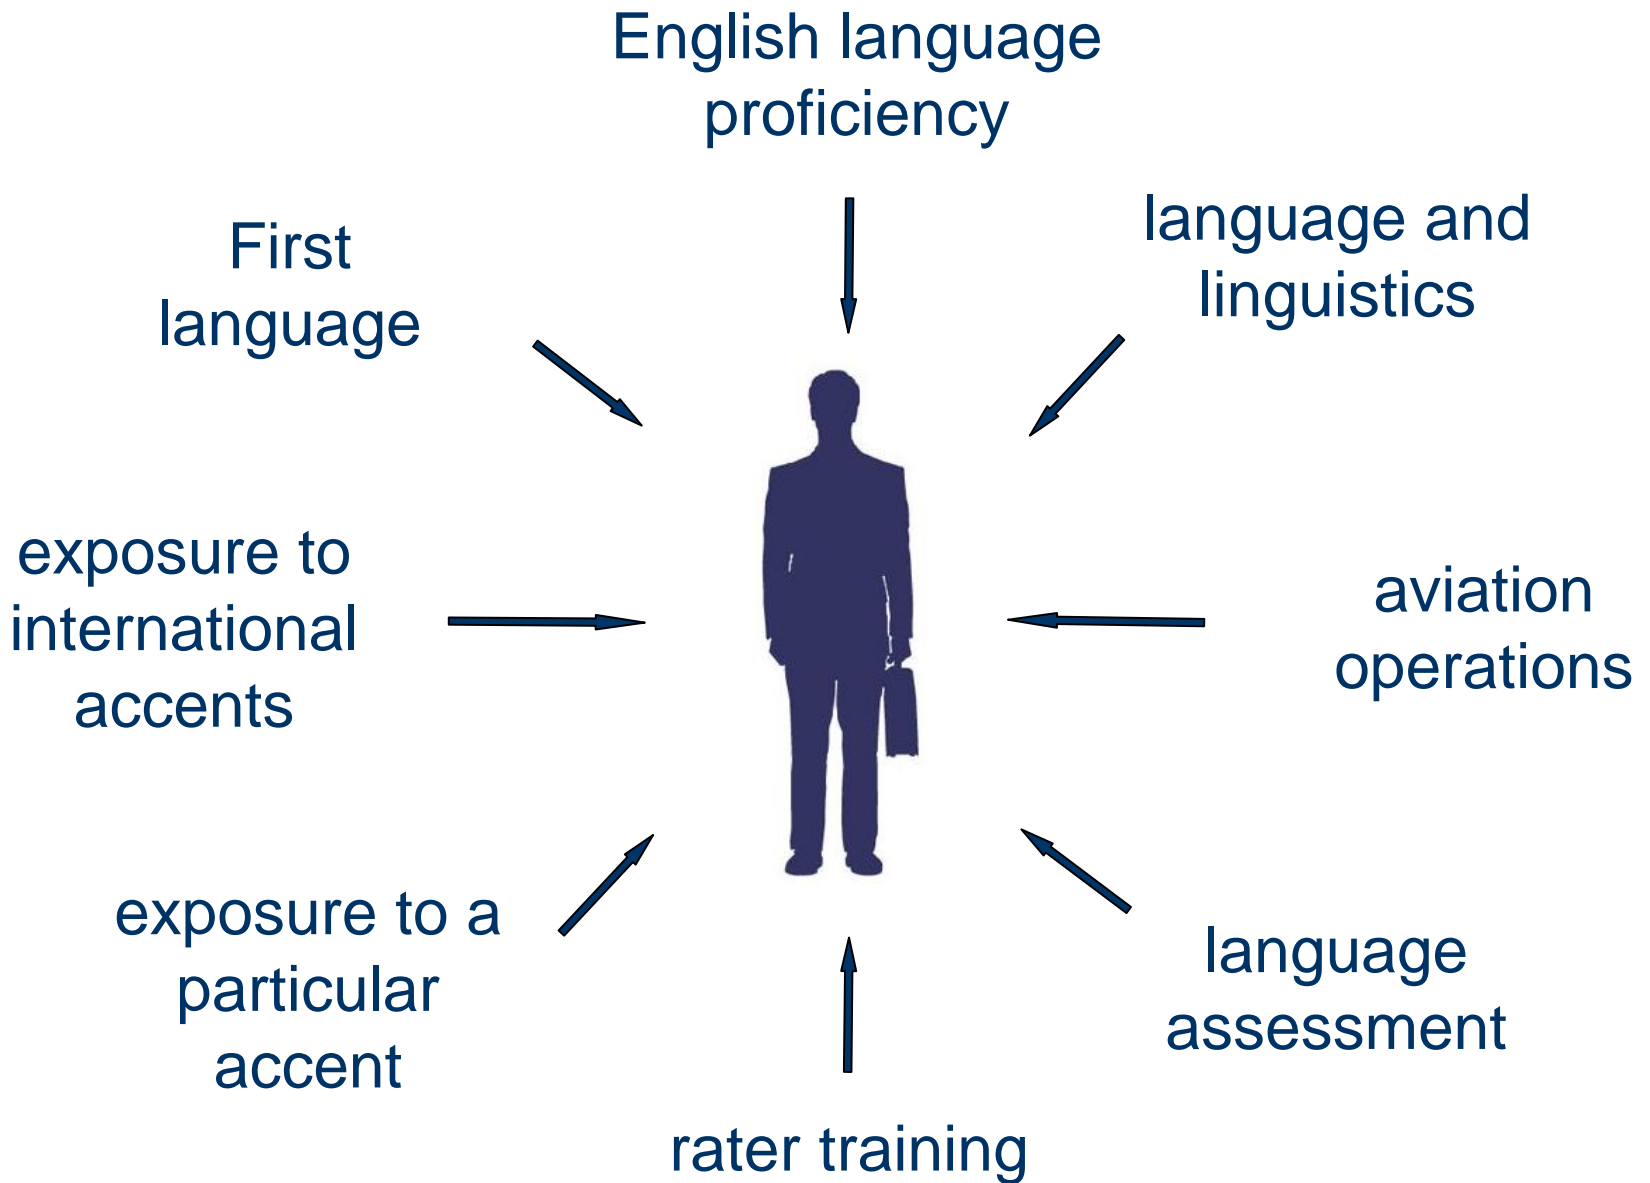 English language
proficiency
language and
linguistics
First
language
exposure to
international
accents
aviation
operations
exposure to a
particular
accent
language
assessment
rater training